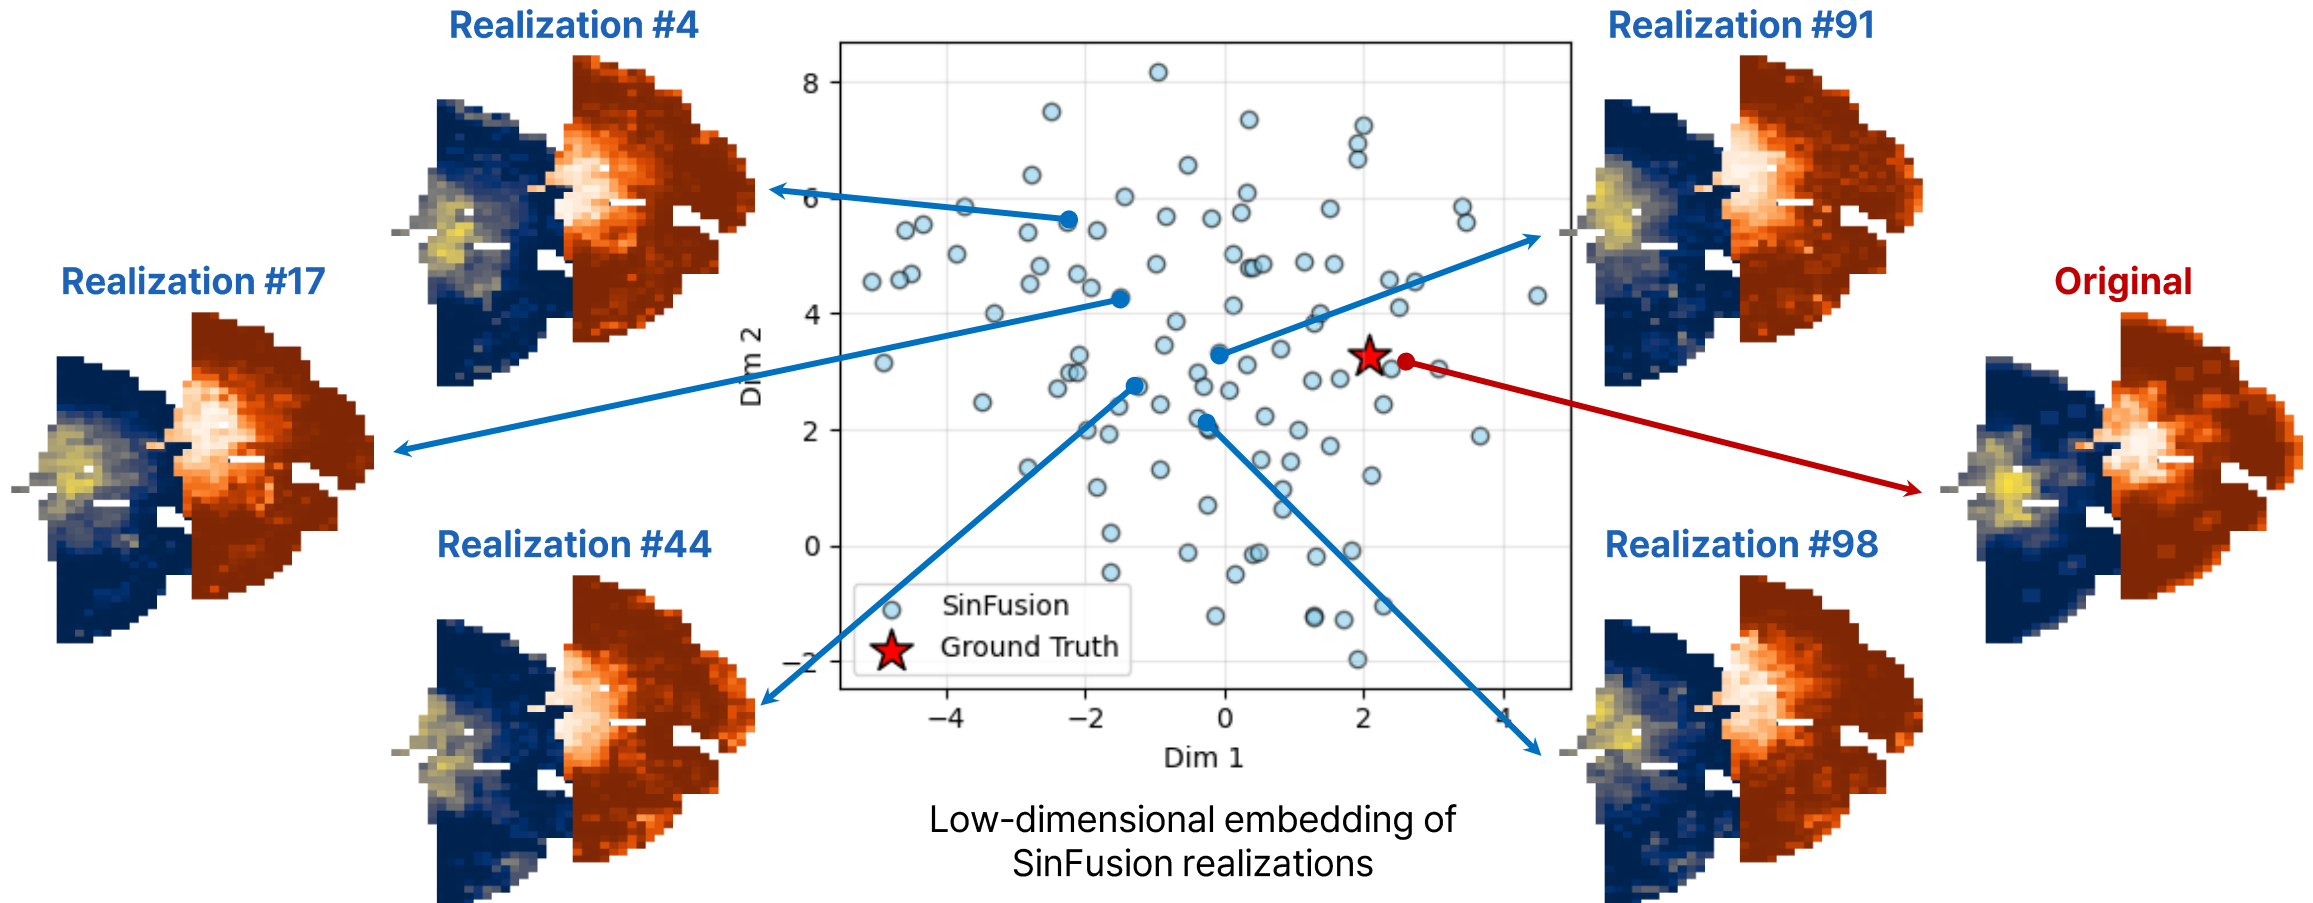 Realization #4
Realization #91
Realization #17
Original
Realization #44
Realization #98
8
6
4
2
0
−2
Dim 2
SinFusion
Ground Truth
−4
−2
0
2
4
Dim 1
Low-dimensional embedding of
SinFusion realizations